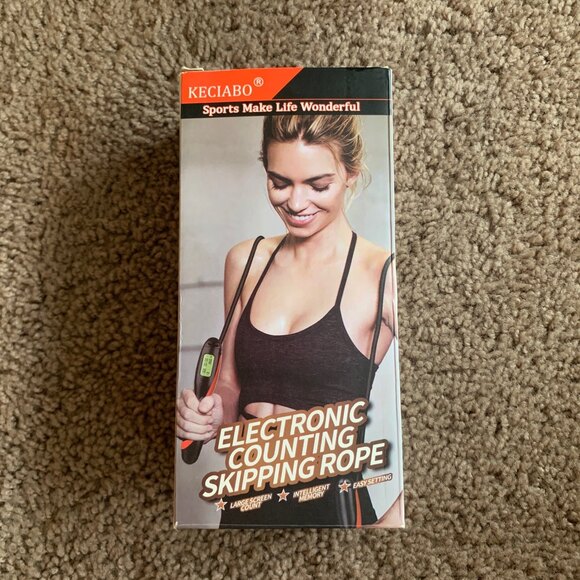 KECIABO®
Sports Make Life Wonderful
ELECTRONIC
COUNTING
SKIPPING ROPE
LARGE SCREEN
COUNT
INTELLIGENT
MEMORY
EASY SETTING